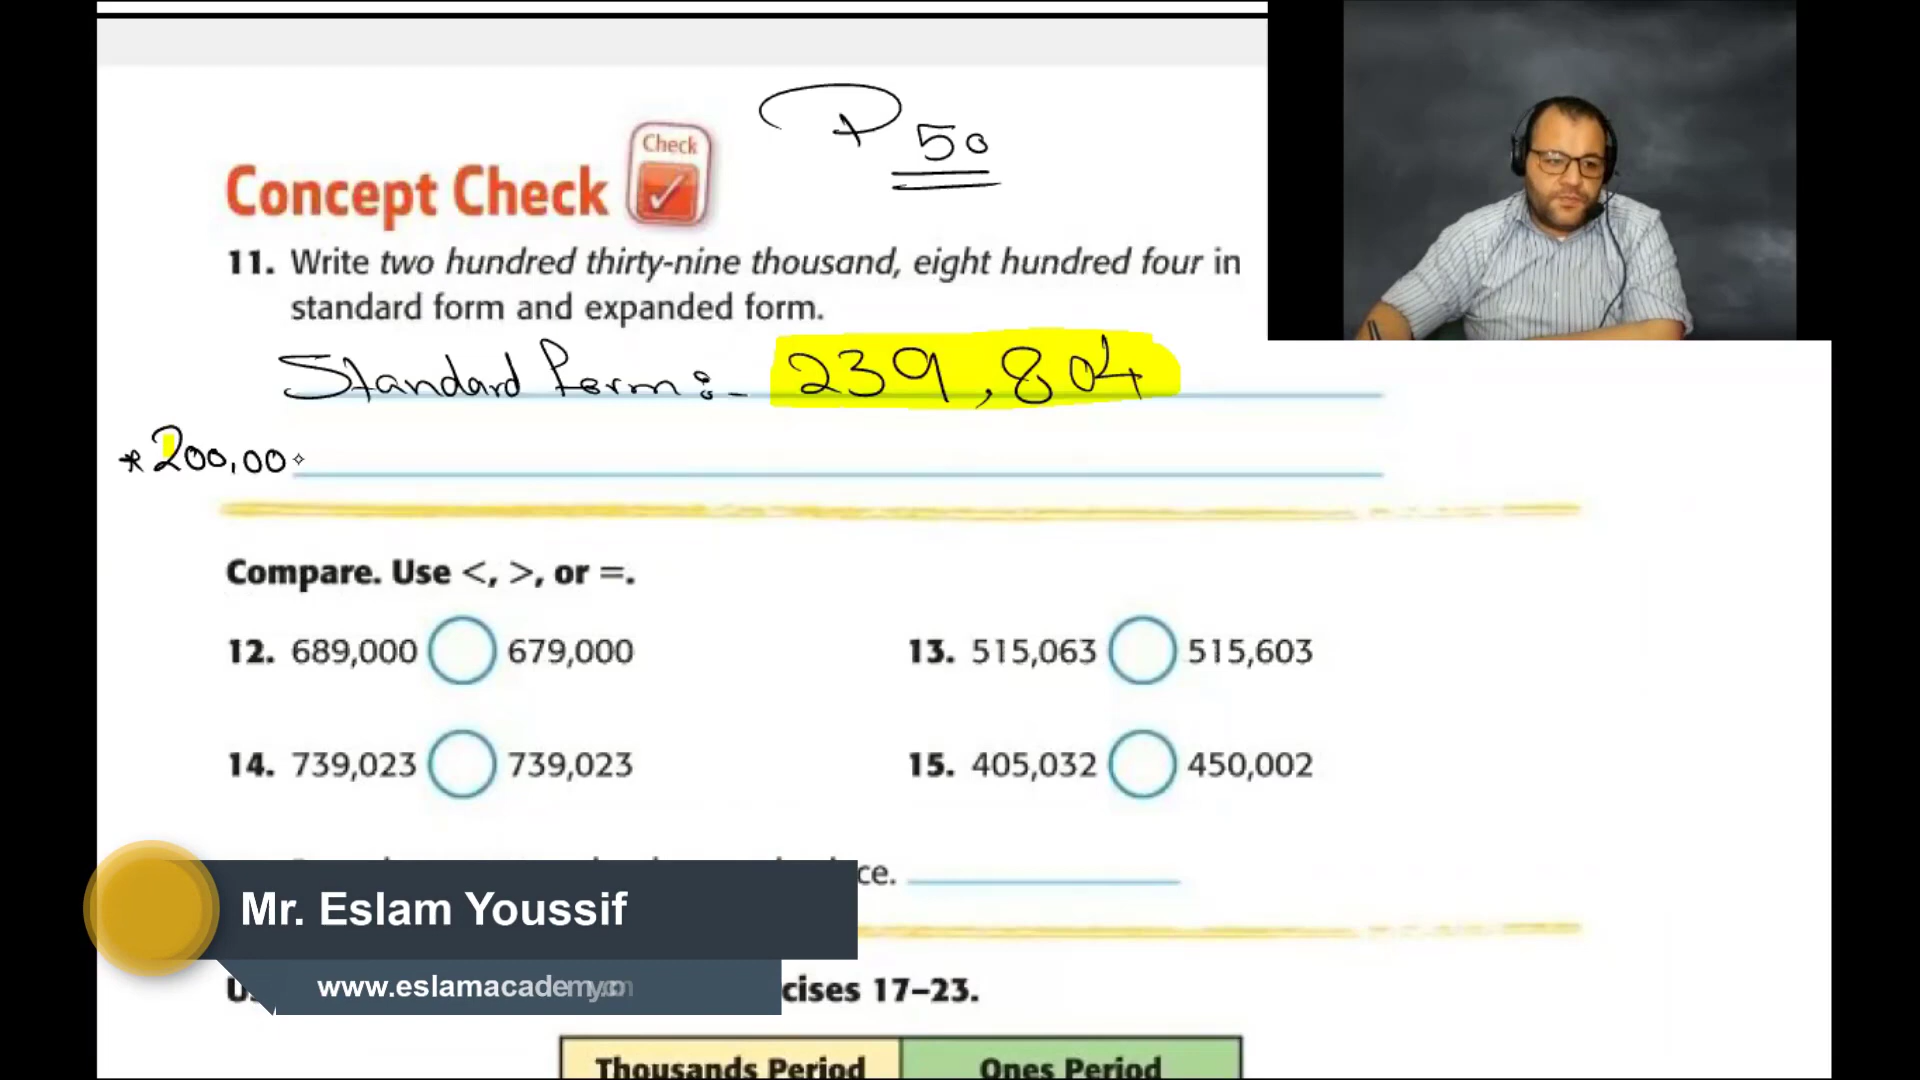 P 50
Check
Concept Check
11. Write two hundred thirty-nine thousand, eight hundred four in
standard form and expanded form.
Standard form:- 239,804
*200,00
Compare. Use <, >, or =.
12. 689,000 679,000
13. 515,063 515,603
14. 739,023 739,023
15. 405,032 450,002
ce.
Mr. Eslam Youssif
www.eslamacademy.com
cises 17–23.
Thousands Period Ones Period